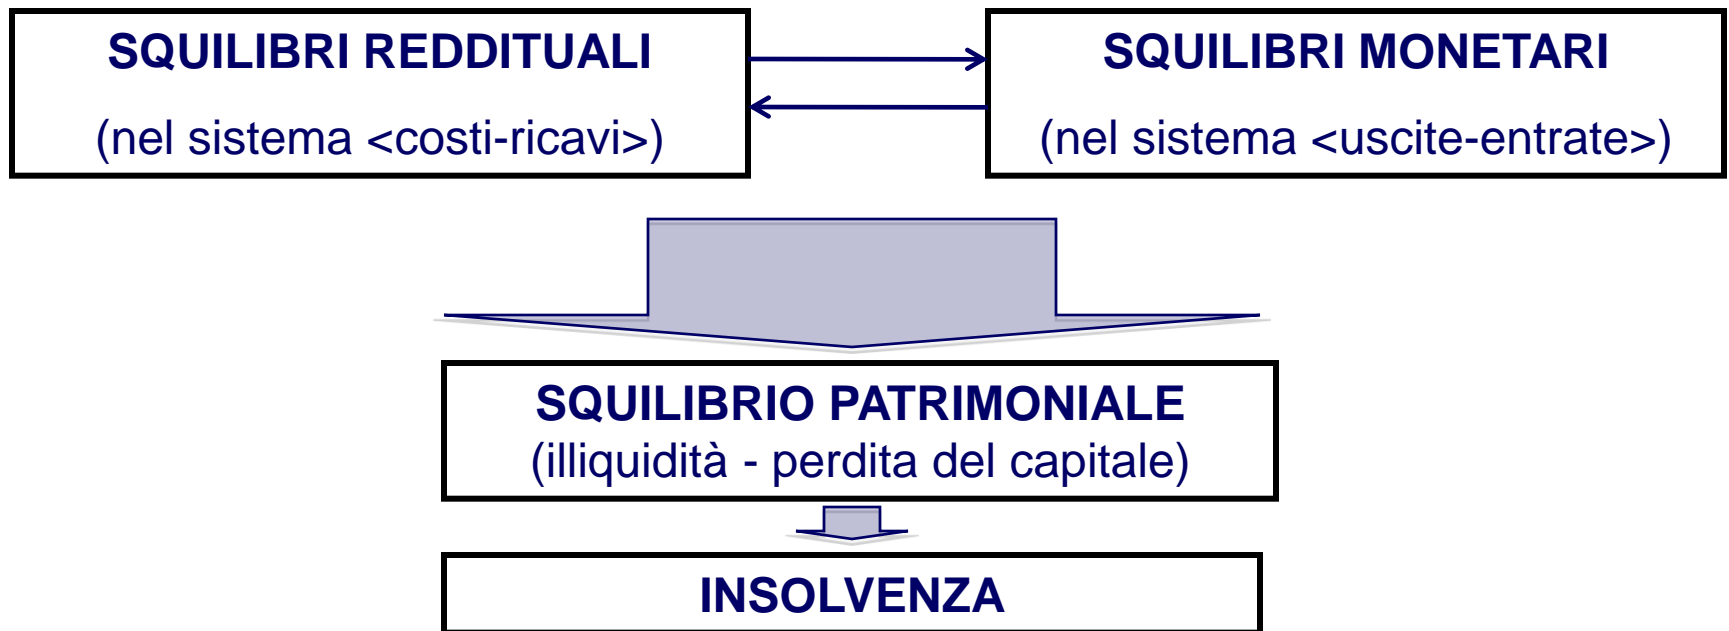 SQUILIBRI REDDITUALI
(nel sistema <costi-ricavi>)
SQUILIBRI MONETARI
(nel sistema <uscite-entrate>)
SQUILIBRIO PATRIMONIALE
(illiquidità - perdita del capitale)
INSOLVENZA